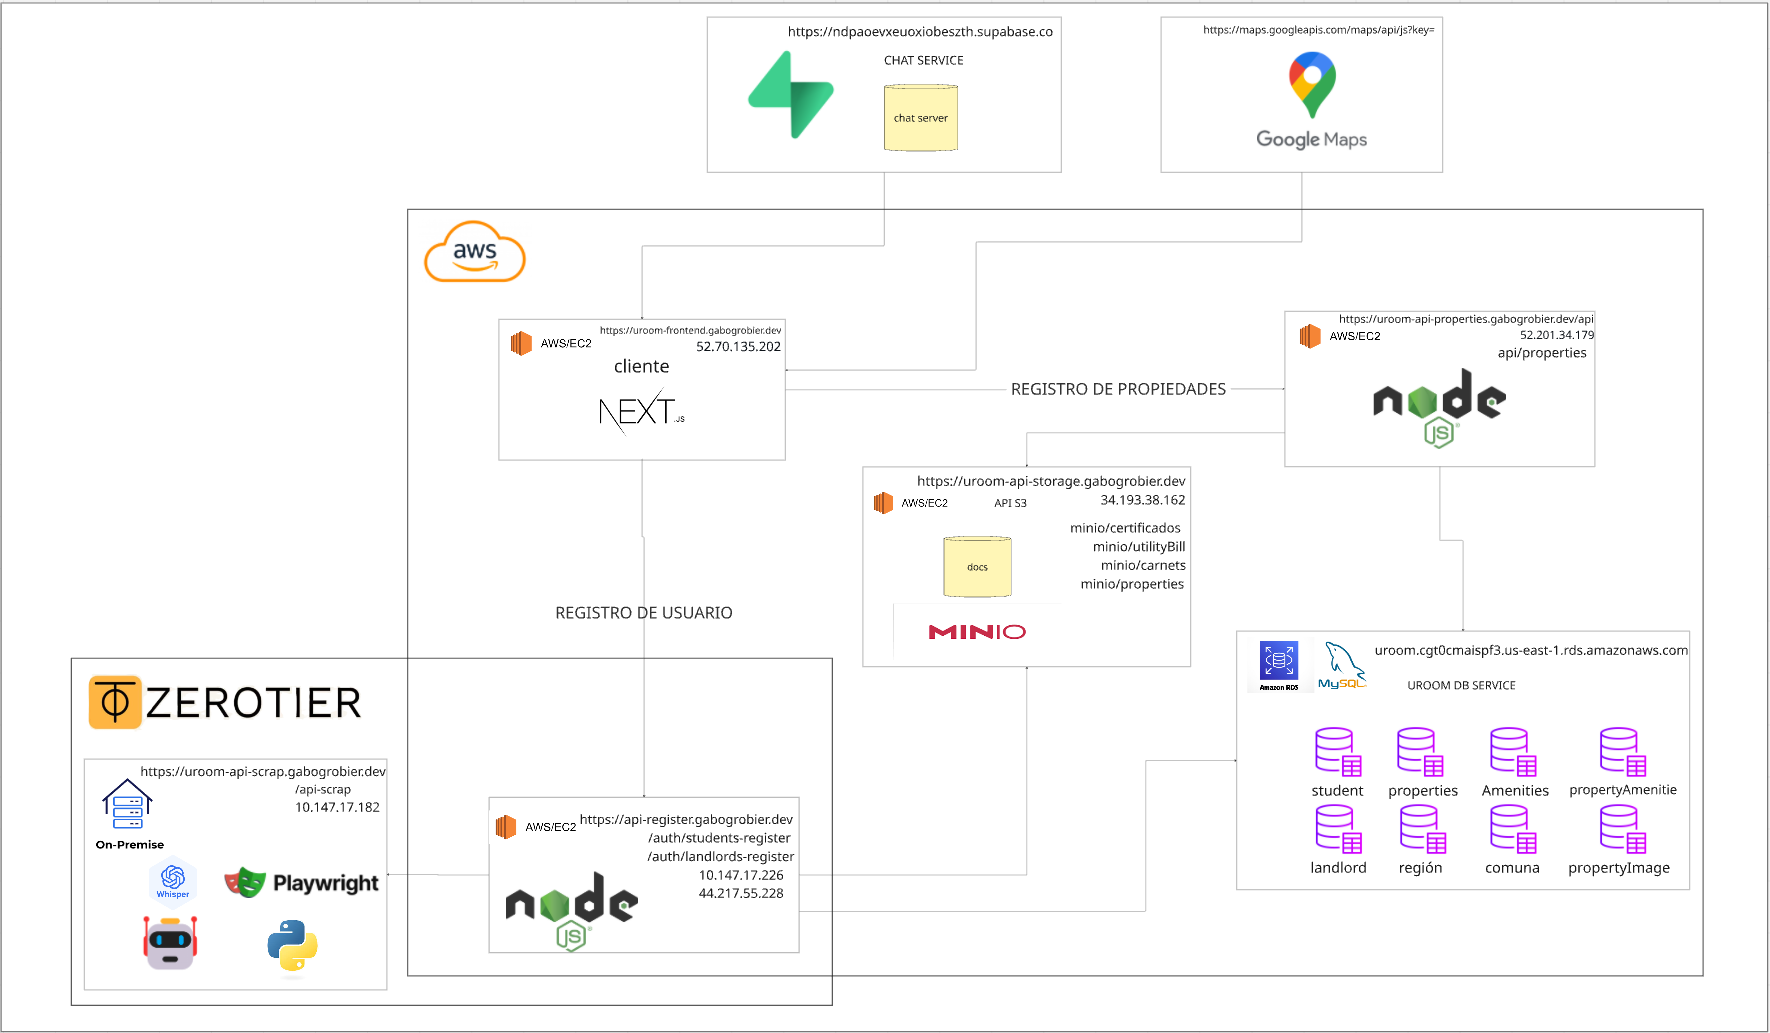 https://ndpaoevxeuoxiobeszth.supabase.co
CHAT SERVICE
chat server
https://maps.googleapis.com/maps/api/js?key=
Google Maps
aws
AWS/EC2
https://uroom-frontend.gabogrobier.dev
52.70.135.202
cliente
NEXT.JS
REGISTRO DE PROPIEDADES
https://uroom-api-properties.gabogrobier.dev/api
AWS/EC2
52.201.34.179
api/properties
node
JS
https://uroom-api-storage.gabogrobier.dev
AWS/EC2
API S3
34.193.38.162
minio/certificados
minio/utilityBill
minio/carnets
minio/properties
docs
MINIO
REGISTRO DE USUARIO
Amazon RDS
MySQL
uroom.cgt0cmaispf3.us-east-1.rds.amazonaws.com
UROOM DB SERVICE
student
properties
Amenities
propertyAmenitie
landlord
región
comuna
propertyImage
ZEROTIER
https://uroom-api-scrap.gabogrobier.dev
/api-scrap
10.147.17.182
On-Premise
Whisper
Playwright
AWS/EC2
https://api-register.gabogrobier.dev
/auth/students-register
/auth/landlords-register
10.147.17.226
44.217.55.228
node
JS